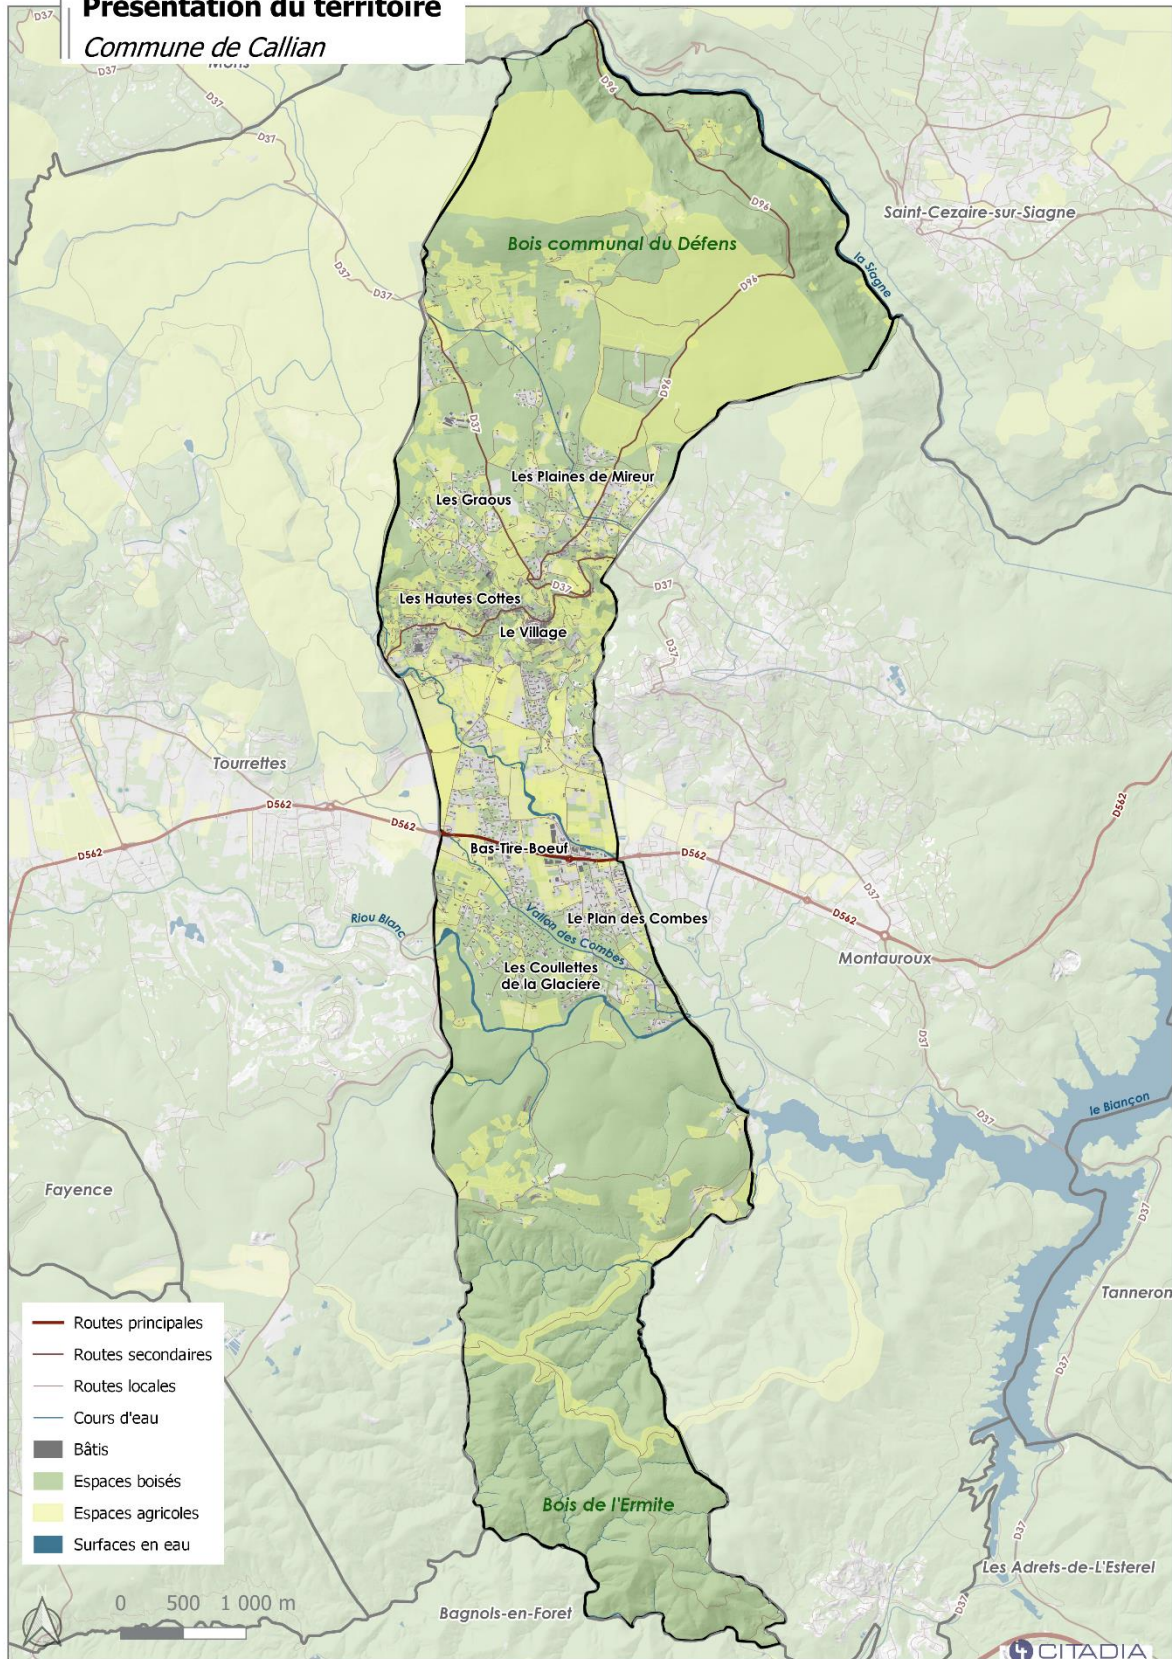 Présentation du territoire
Commune de Callian
D37
D37
Mons
D37
D37
D96
Saint-Cezaire-sur-Siagne
D96
Bois communal du Défens
la Siagne
D37
D37
D96
D96
D37
Les Plaines de Mireur
Les Graous
D37
D37
Les Hautes Cottes
Le Village
D37
Tourrettes
D562
D562
D562
D562
Bas-Tire-Boeuf
D562
D37
Riou Blanc
Vallon des Combes
Le Plan des Combes
D562
Montauroux
Les Coullettes
de la Glaciere
D37
le Biançon
D37
Fayence
D37
Tanneron
Routes principales
Routes secondaires
Routes locales
Cours d'eau
Bâtis
Espaces boisés
Espaces agricoles
Surfaces en eau
D37
Bois de l'Ermite
D37
Les Adrets-de-L'Esterel
0 500 1 000 m
Bagnols-en-Foret
D37
CITADIA